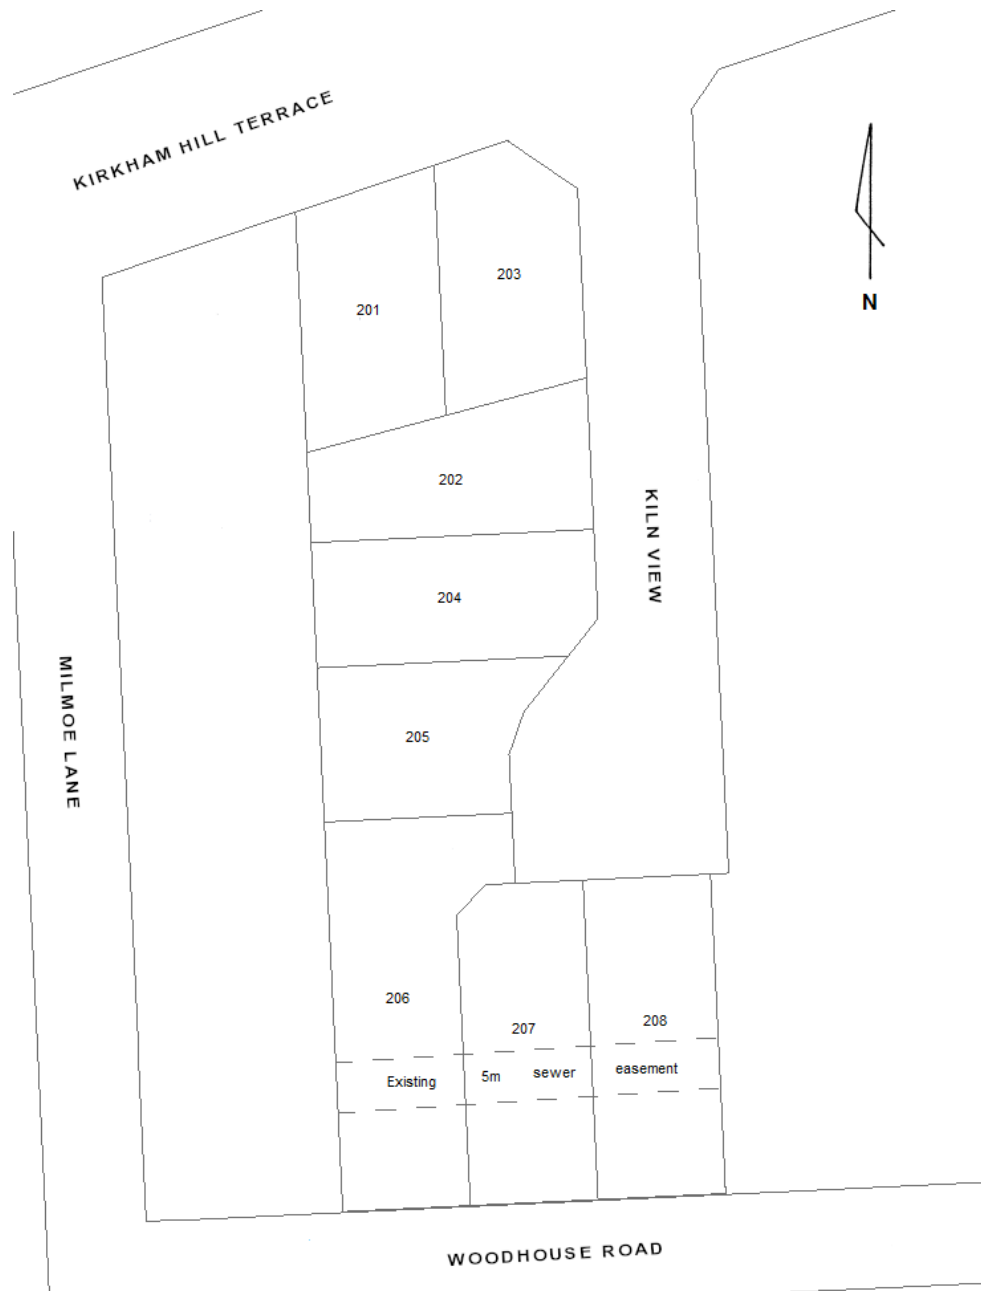 KIRKHAM HILL TERRACE
203
201
N
202
KILN VIEW
204
MILMOE LANE
205
206
207
208
Existing 5m sewer easement
WOODHOUSE ROAD